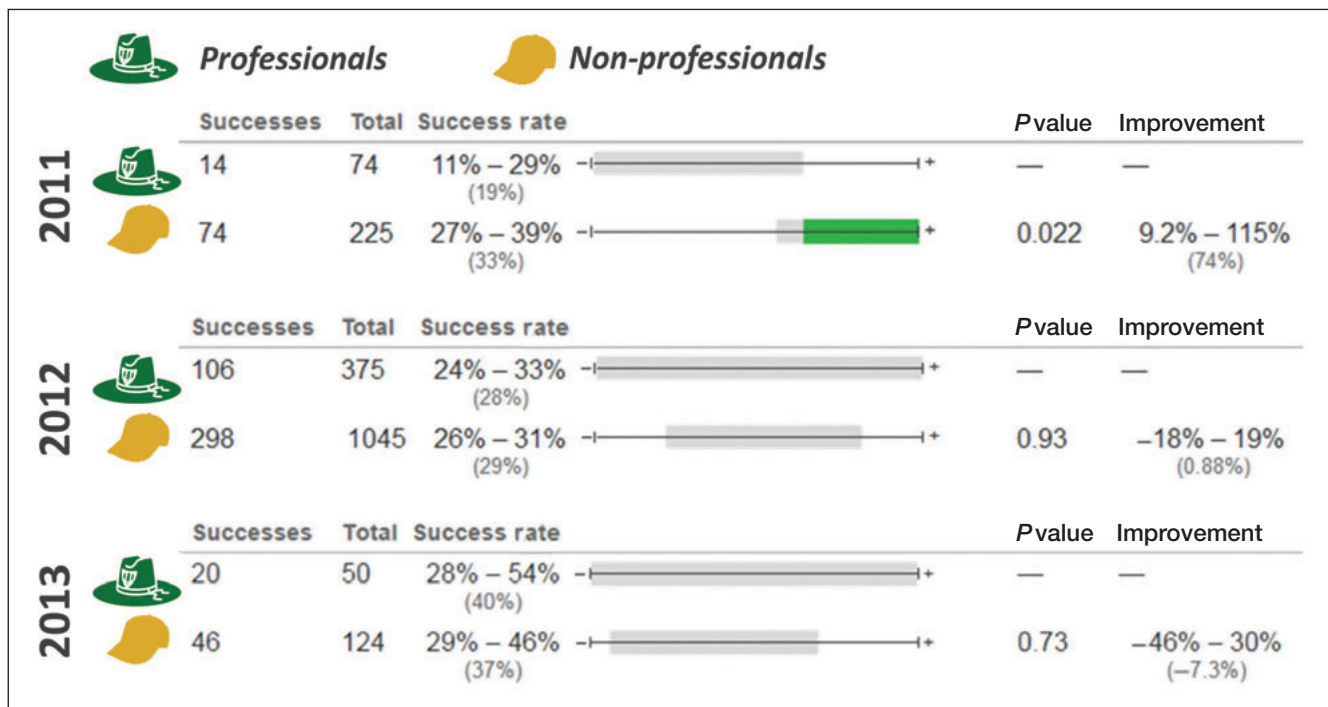 Professionals Non-professionals
2011
Successes Total Success rate P value Improvement
14 74 11% – 29% − + — —
(19%)
74 225 27% – 39% − + 0.022 9.2% – 115%
(33%) (74%)
2012
Successes Total Success rate P value Improvement
106 375 24% – 33% − + — —
(28%)
298 1045 26% – 31% − + 0.93 –18% – 19%
(29%) (0.88%)
2013
Successes Total Success rate P value Improvement
20 50 28% – 54% − + — —
(40%)
46 124 29% – 46% − + 0.73 –46% – 30%
(37%) (–7.3%)